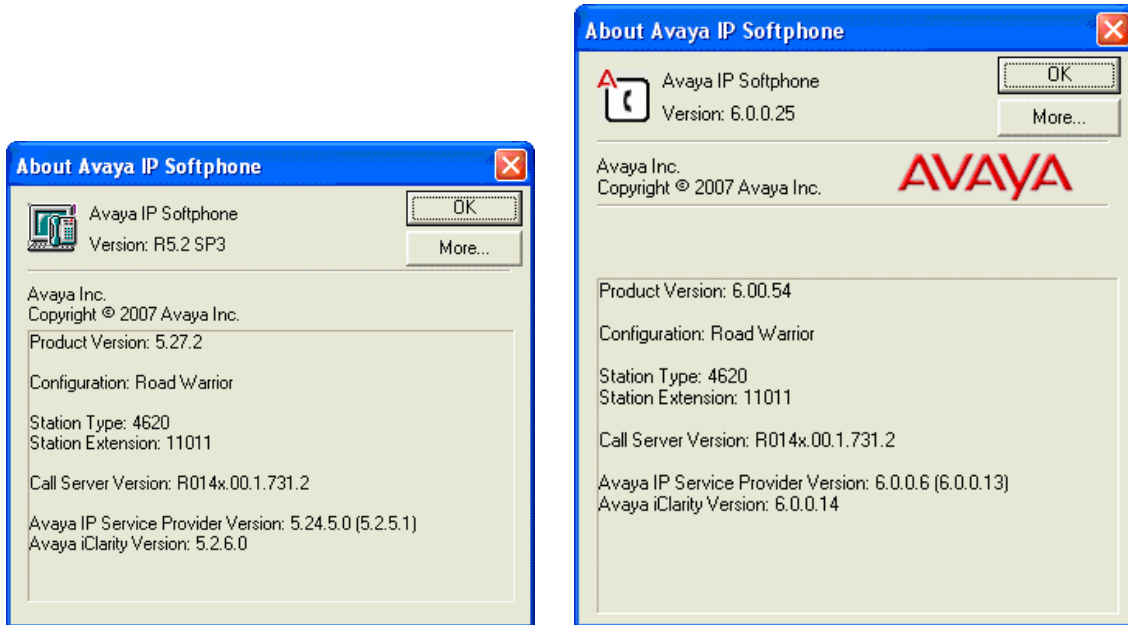 About Avaya IP Softphone
Avaya IP Softphone
OK
Version: R5.2 SP3
More...
Avaya Inc.
Copyright © 2007 Avaya Inc.
Product Version: 5.27.2
Configuration: Road Warrior
Station Type: 4620
Station Extension: 11011
Call Server Version: R014x.00.1.731.2
Avaya IP Service Provider Version: 5.24.5.0 (5.2.5.1)
Avaya iClarity Version: 5.2.6.0
About Avaya IP Softphone
A
Avaya IP Softphone
OK
Version: 6.0.0.25
More...
Avaya Inc.
Copyright © 2007 Avaya Inc.
AVAYA
Product Version: 6.00.54
Configuration: Road Warrior
Station Type: 4620
Station Extension: 11011
Call Server Version: R014x.00.1.731.2
Avaya IP Service Provider Version: 6.0.0.6 (6.0.0.13)
Avaya iClarity Version: 6.0.0.14